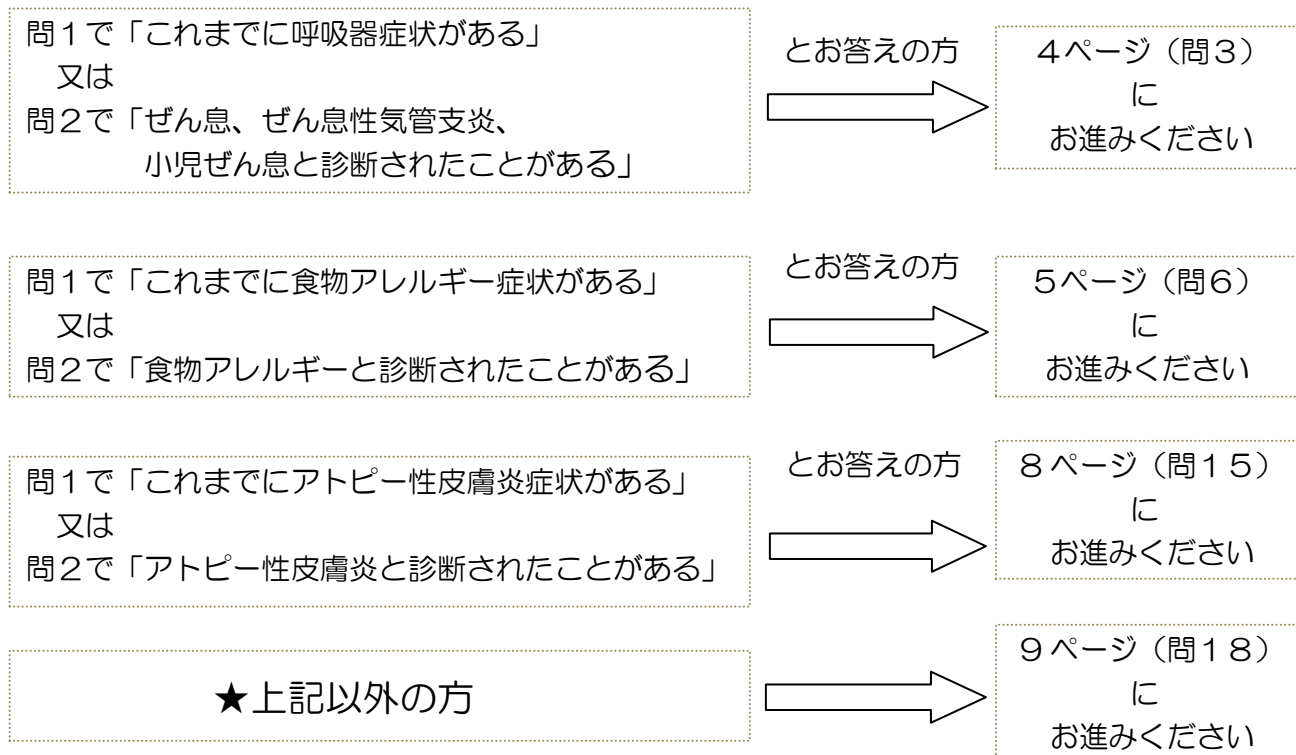 問1で「これまでに呼吸器症状がある」
又は
問2で「ぜん息、ぜん息性気管支炎、
小児ぜん息と診断されたことがある」
とお答えの方
4ページ（問3）
に
お進みください
問1で「これまでに食物アレルギー症状がある」
又は
問2で「食物アレルギーと診断されたことがある」
とお答えの方
5ページ（問6）
に
お進みください
問1で「これまでにアトピー性皮膚炎症状がある」
又は
問2で「アトピー性皮膚炎と診断されたことがある」
とお答えの方
8ページ（問15）
に
お進みください
★上記以外の方
9ページ（問18）
に
お進みください